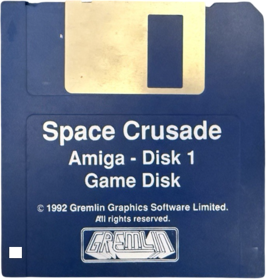 Space Crusade
Amiga - Disk 1
Game Disk
© 1992 Gremlin Graphics Software Limited.
All rights reserved.
GREMLIN